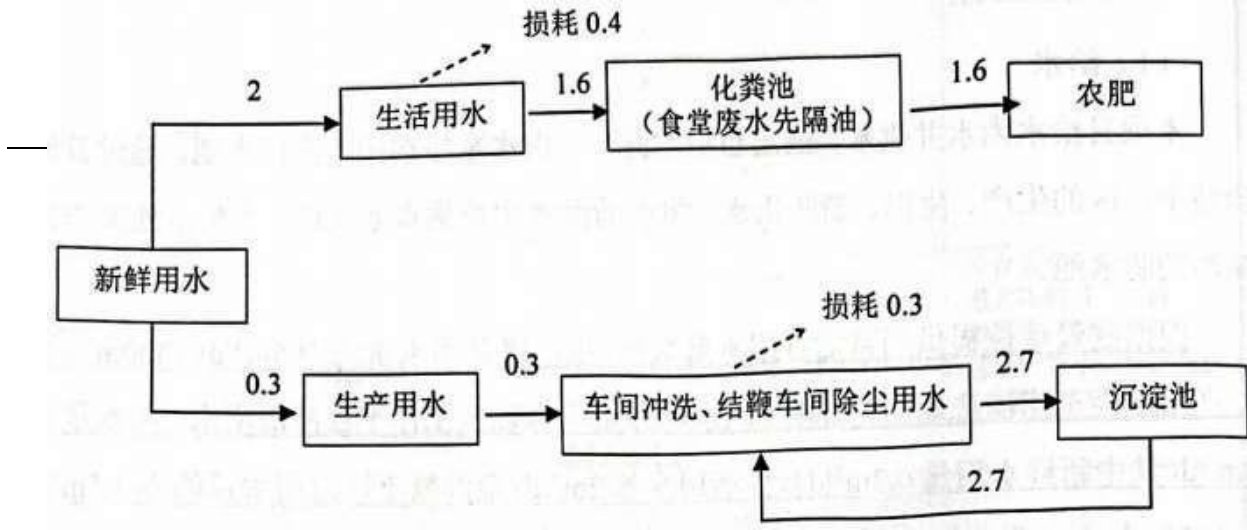 损耗 0.4
2
生活用水
1.6
化粪池
（食堂废水先隔油）
1.6
农肥
新鲜用水
损耗 0.3
0.3
生产用水
0.3
车间冲洗、结鞭车间除尘用水
2.7
沉淀池
2.7